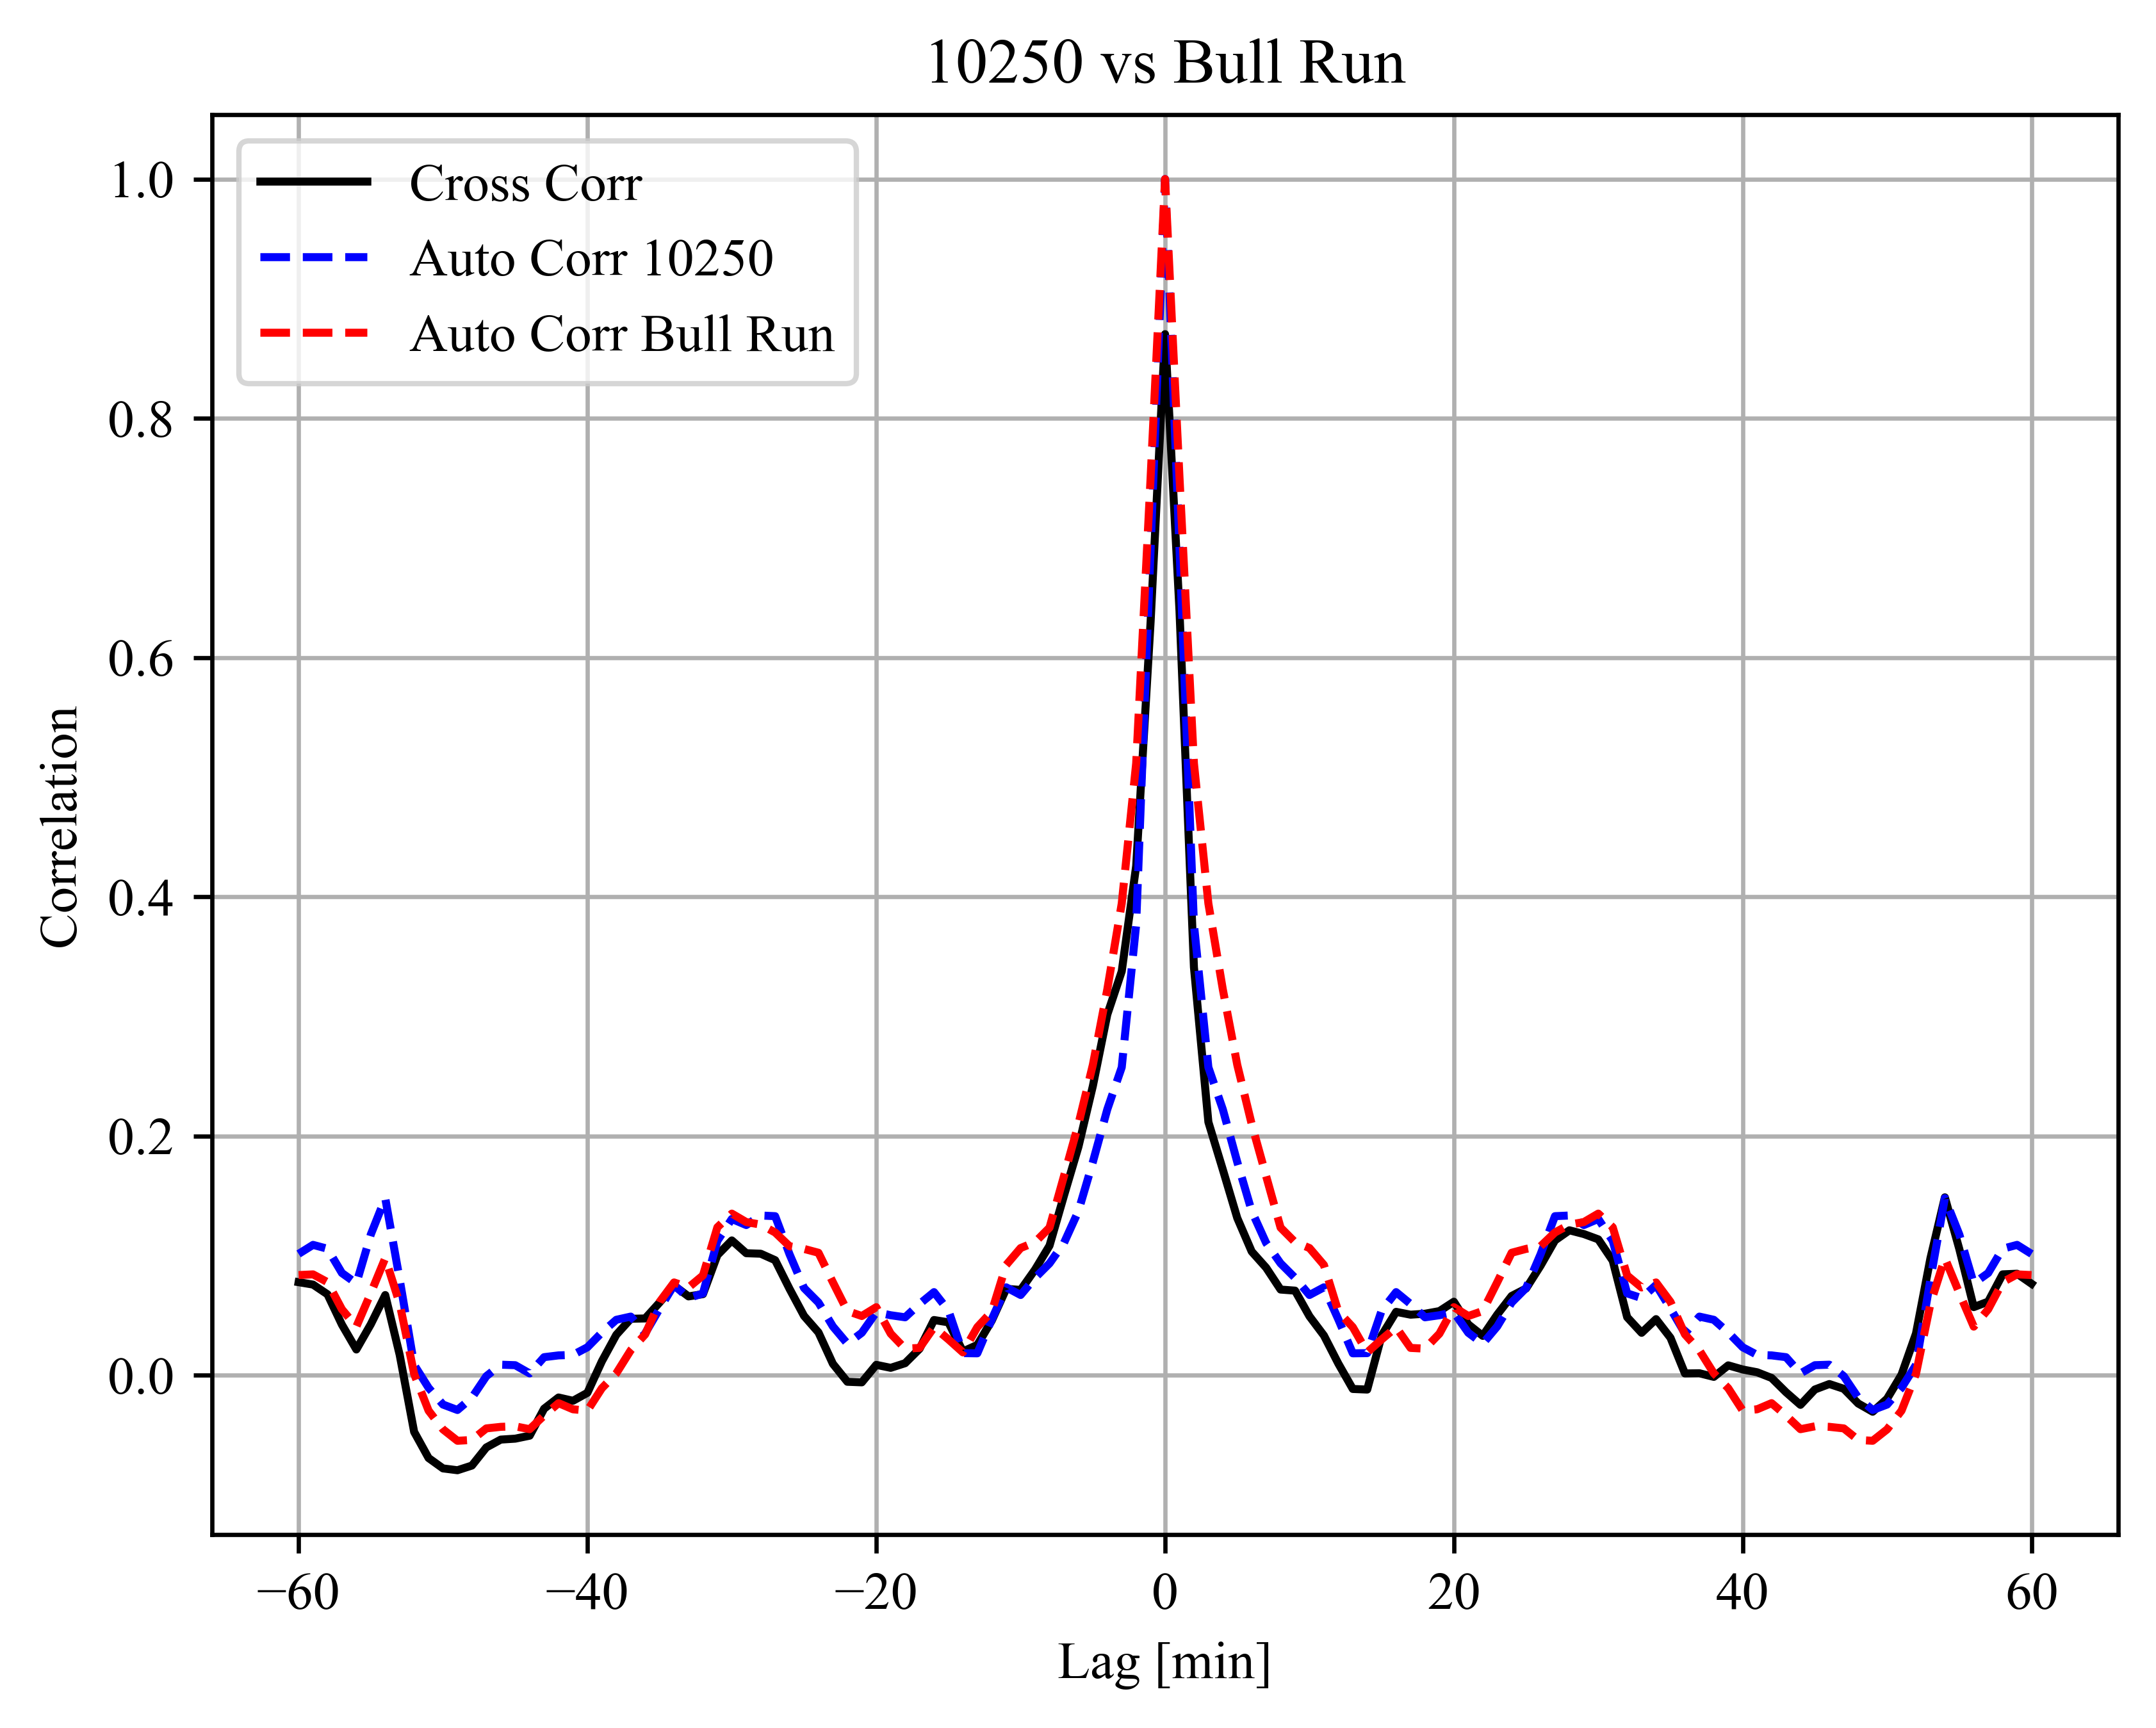 10250 vs Bull Run
Cross Corr
Auto Corr 10250
Auto Corr Bull Run
1.0
0.8
0.6
0.4
0.2
0.0
Correlation
−60
−40
−20
0
20
40
60
Lag [min]